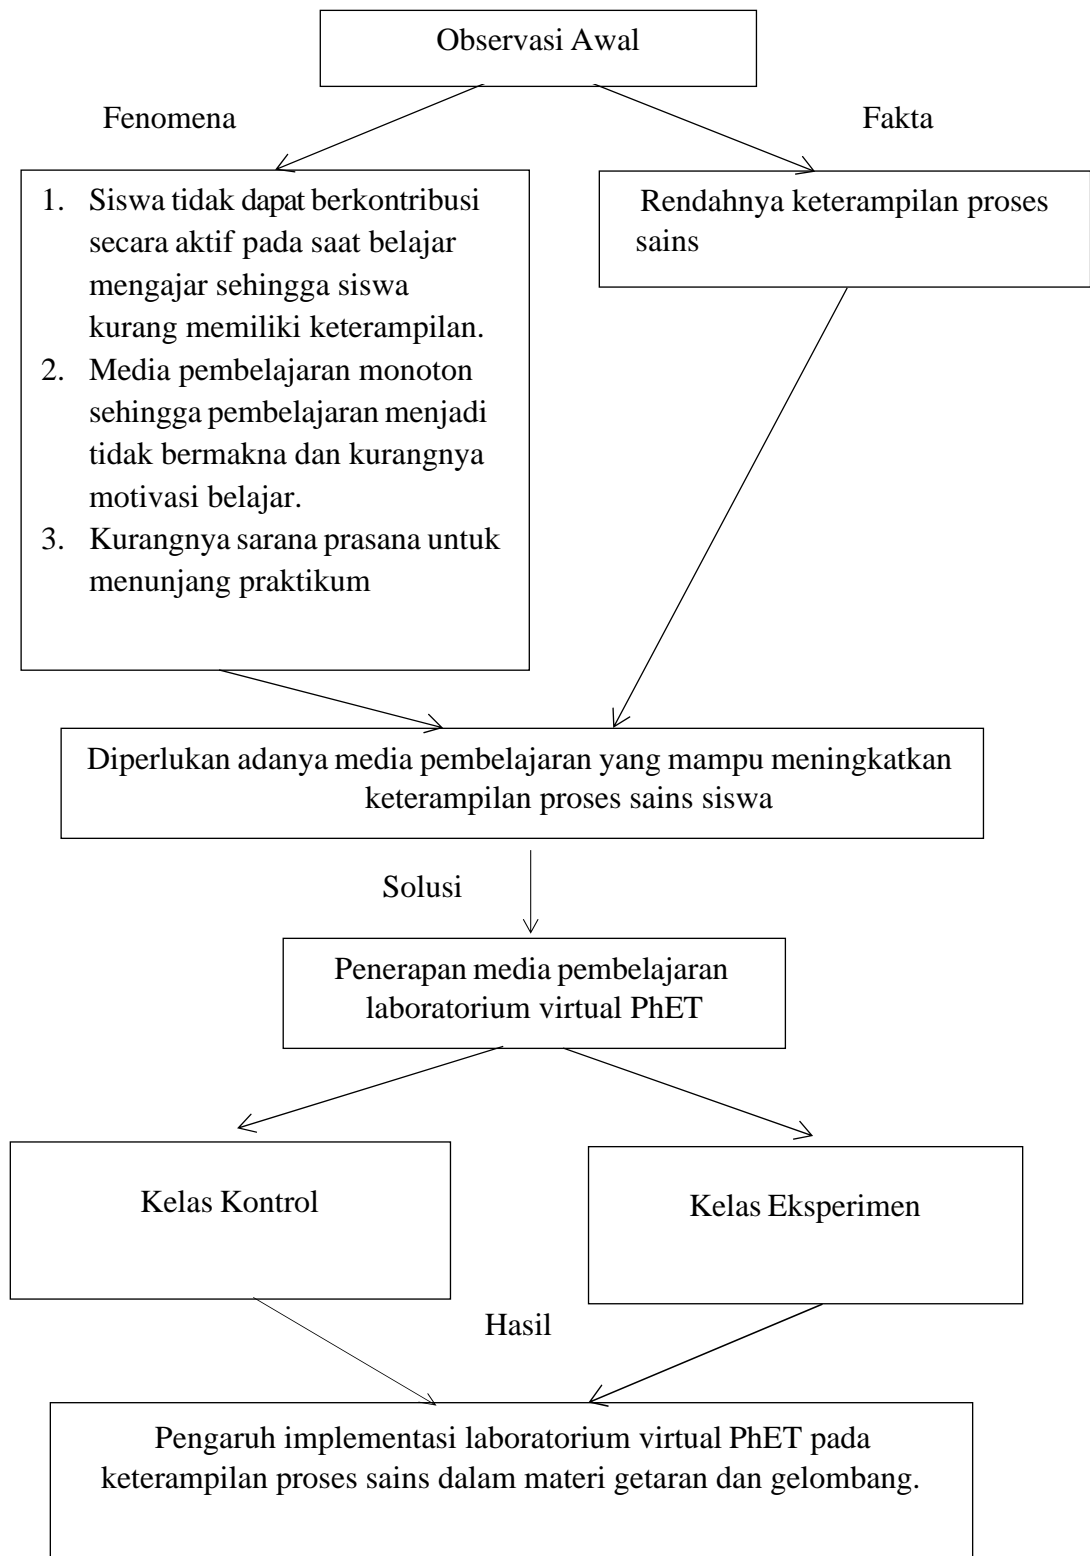 Observasi Awal
Fenomena
Fakta
1. Siswa tidak dapat berkontribusi
secara aktif pada saat belajar
mengajar sehingga siswa
kurang memiliki keterampilan.
2. Media pembelajaran monoton
sehingga pembelajaran menjadi
tidak bermakna dan kurangnya
motivasi belajar.
3. Kurangnya sarana prasana untuk
menunjang praktikum
Rendahnya keterampilan proses
sains
Diperlukan adanya media pembelajaran yang mampu meningkatkan
keterampilan proses sains siswa
Solusi
Penerapan media pembelajaran
laboratorium virtual PhET
Kelas Kontrol
Kelas Eksperimen
Hasil
Pengaruh implementasi laboratorium virtual PhET pada
keterampilan proses sains dalam materi getaran dan gelombang.